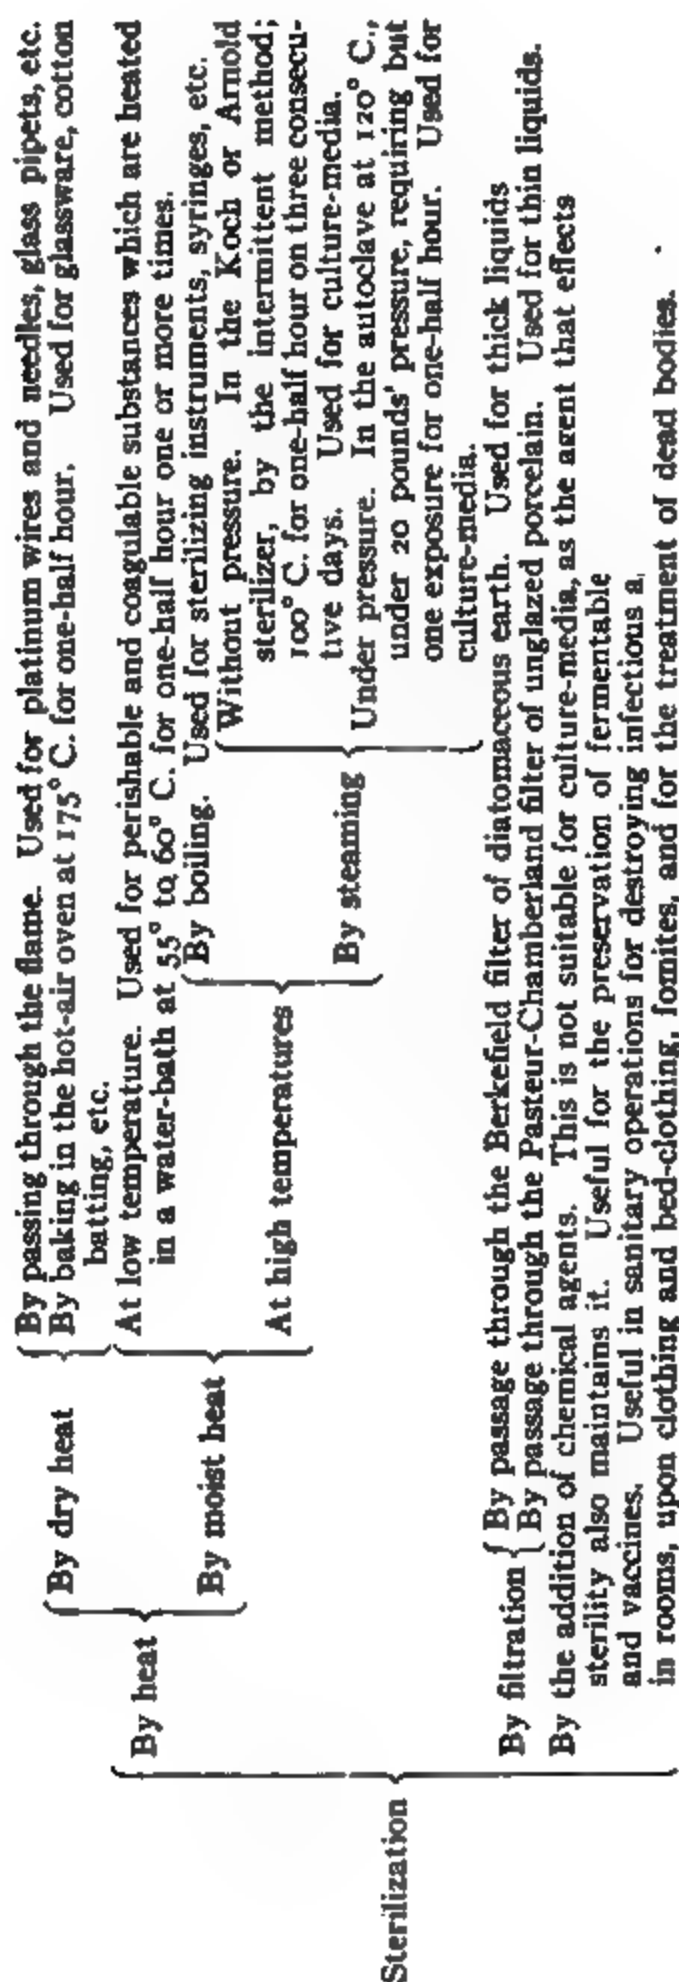 Sterilization
By heat
By dry heat
By passing through the flame. Used for platinum wires and needles, glass pipets, etc.
By baking in the hot-air oven at 175° C. for one-half hour. Used for glassware, cotton
batting, etc.
By moist heat
At low temperature. Used for perishable and coagulable substances which are heated
in a water-bath at 55° to 60° C. for one-half hour one or more times.
At high temperatures
By boiling. Used for sterilizing instruments, syringes, etc.
By steaming
Without pressure. In the Koch or Arnold
sterilizer, by the intermittent method;
100° C. for one-half hour on three consecu-
tive days. Used for culture-media.
Under pressure. In the autoclave at 120° C.,
under 20 pounds' pressure, requiring but
one exposure for one-half hour. Used for
culture-media.
By filtration
By passage through the Berkefield filter of diatomaceous earth. Used for thick liquids
By passage through the Pasteur-Chamberland filter of unglazed porcelain. Used for thin liquids.
By the addition of chemical agents. This is not suitable for culture-media, as the agent that effects
sterility also maintains it. Useful for the preservation of fermentable
and vaccines. Useful in sanitary operations for destroying infectious a
in rooms, upon clothing and bed-clothing, fomites, and for the treatment of dead bodies.